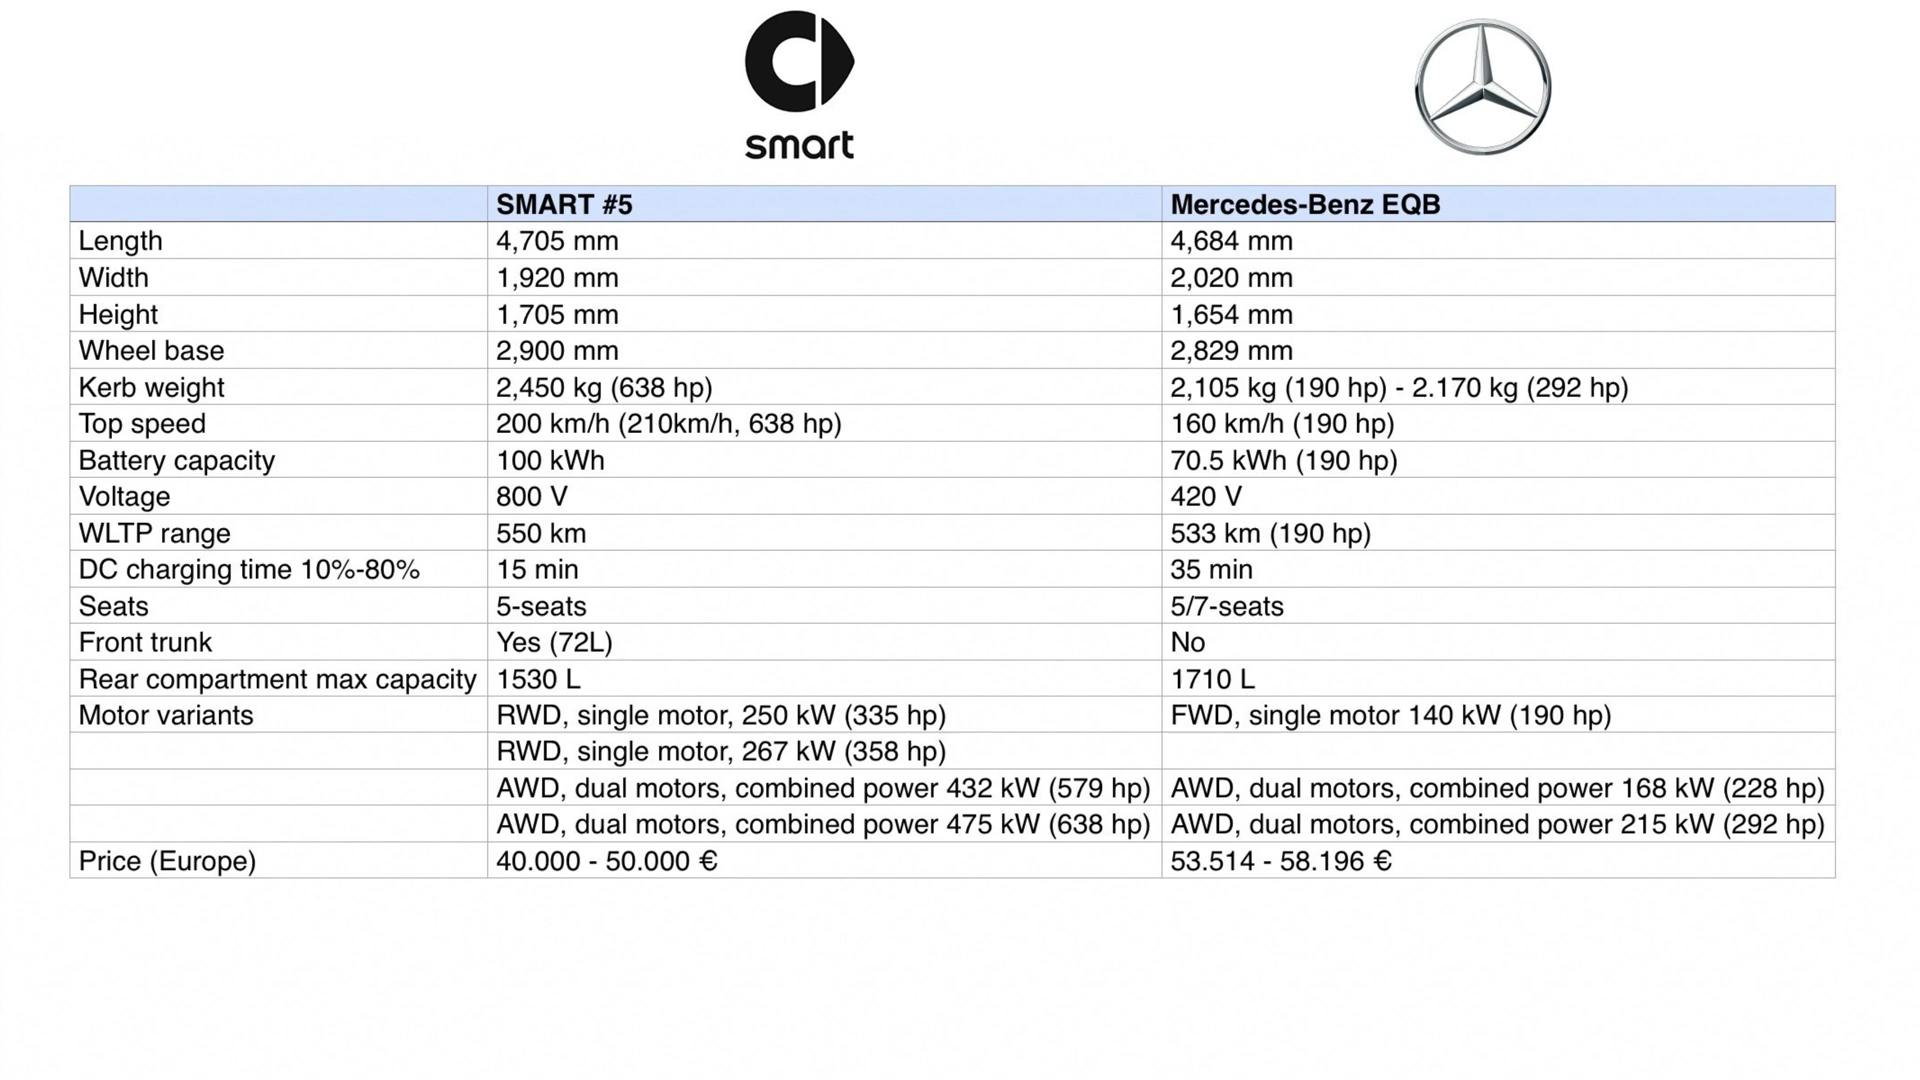 smart
SMART #5 Mercedes-Benz EQB
Length 4,705 mm 4,684 mm
Width 1,920 mm 2,020 mm
Height 1,705 mm 1,654 mm
Wheel base 2,900 mm 2,829 mm
Kerb weight 2,450 kg (638 hp) 2,105 kg (190 hp) - 2.170 kg (292 hp)
Top speed 200 km/h (210km/h, 638 hp) 160 km/h (190 hp)
Battery capacity 100 kWh 70.5 kWh (190 hp)
Voltage 800 V 420 V
WLTP range 550 km 533 km (190 hp)
DC charging time 10%-80% 15 min 35 min
Seats 5-seats 5/7-seats
Front trunk Yes (72L) No
Rear compartment max capacity 1530 L 1710 L
Motor variants RWD, single motor, 250 kW (335 hp) FWD, single motor 140 kW (190 hp)
RWD, single motor, 267 kW (358 hp)
AWD, dual motors, combined power 432 kW (579 hp) AWD, dual motors, combined power 168 kW (228 hp)
AWD, dual motors, combined power 475 kW (638 hp) AWD, dual motors, combined power 215 kW (292 hp)
Price (Europe) 40.000 - 50.000 € 53.514 - 58.196 €